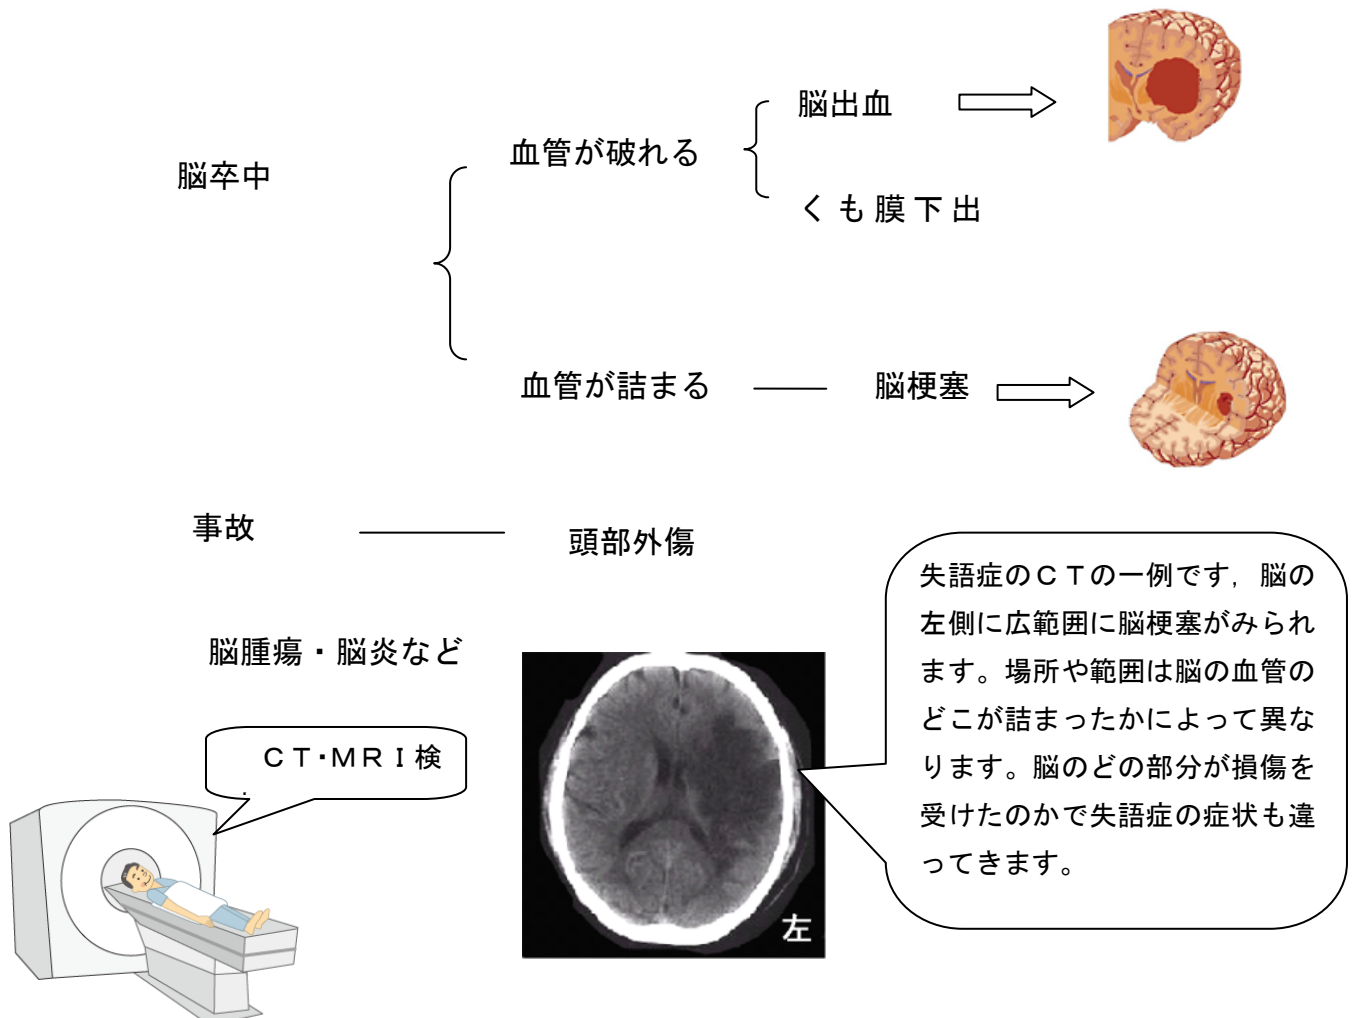 脳出血
血管が破れる
脳卒中
くも膜下出
血管が詰まる
脳梗塞
事故
頭部外傷
失語症のＣＴの一例です，脳の
左側に広範囲に脳梗塞がみられ
ます。場所や範囲は脳の血管の
どこが詰まったかによって異な
ります。脳のどの部分が損傷を
受けたのかで失語症の症状も違
ってきます。
脳腫瘍・脳炎など
ＣＴ・ＭＲＩ検
左